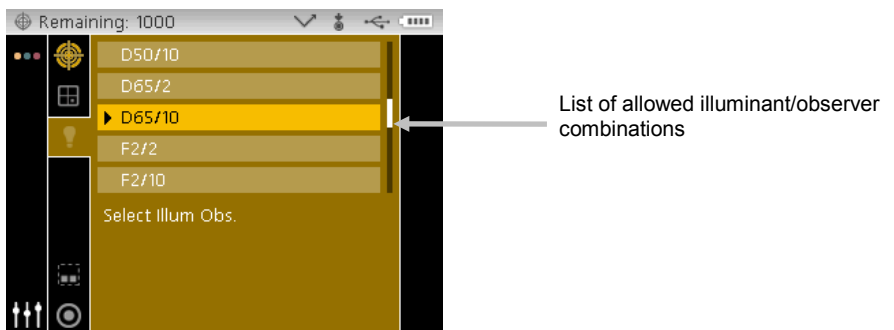 Remaining: 1000
D50/10
D65/2
D65/10
F2/2
F2/10
Select Illum Obs.
List of allowed illuminant/observer
combinations